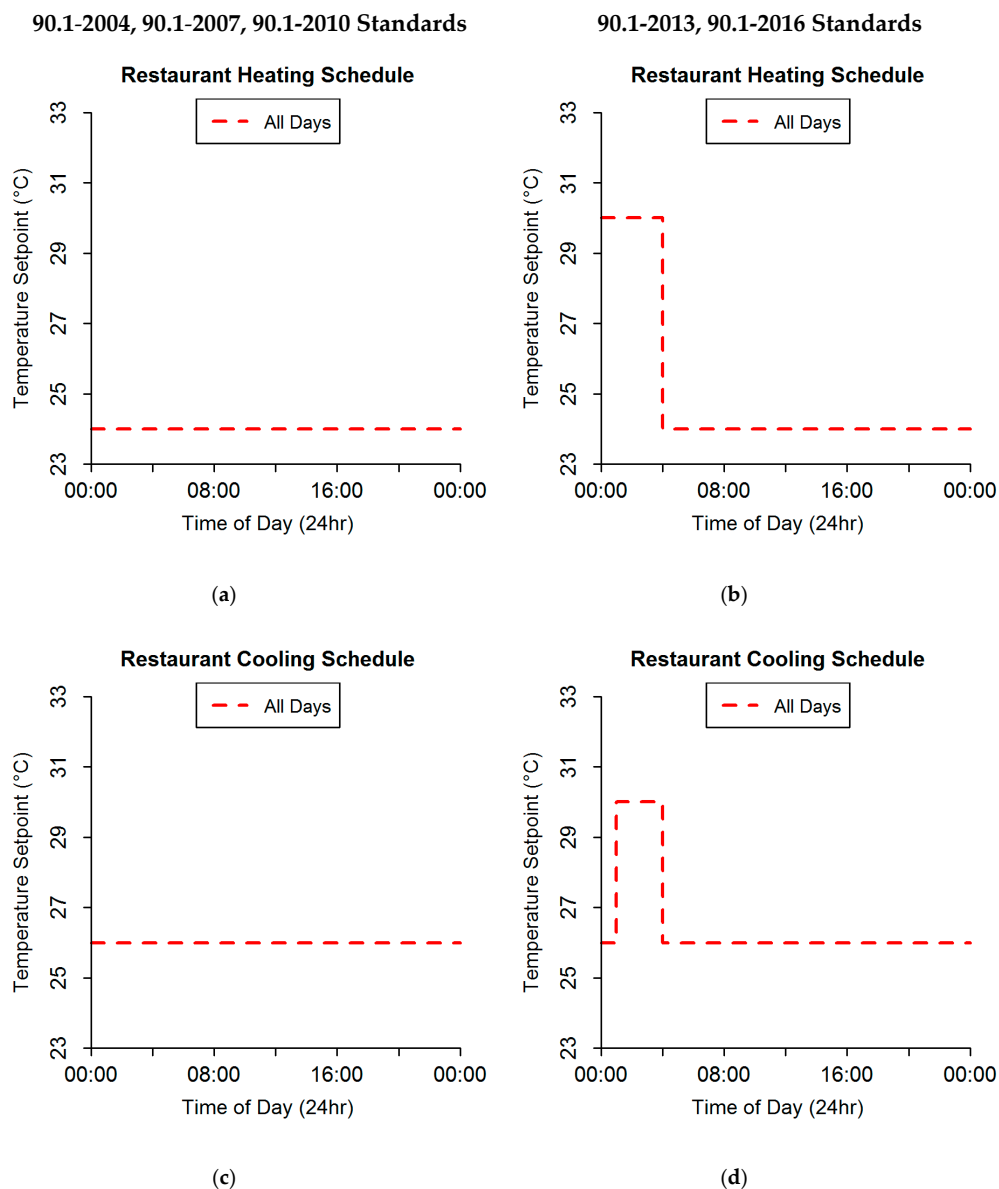 90.1-2004, 90.1-2007, 90.1-2010 Standards
90.1-2013, 90.1-2016 Standards
Restaurant Heating Schedule
All Days
Temperature Setpoint (°C)
33
31
29
27
25
23
00:00 08:00 16:00 00:00
Time of Day (24hr)
(a)
Restaurant Heating Schedule
All Days
Temperature Setpoint (°C)
33
31
29
27
25
23
00:00 08:00 16:00 00:00
Time of Day (24hr)
(b)
Restaurant Cooling Schedule
All Days
Temperature Setpoint (°C)
33
31
29
27
25
23
00:00 08:00 16:00 00:00
Time of Day (24hr)
(c)
Restaurant Cooling Schedule
All Days
Temperature Setpoint (°C)
33
31
29
27
25
23
00:00 08:00 16:00 00:00
Time of Day (24hr)
(d)